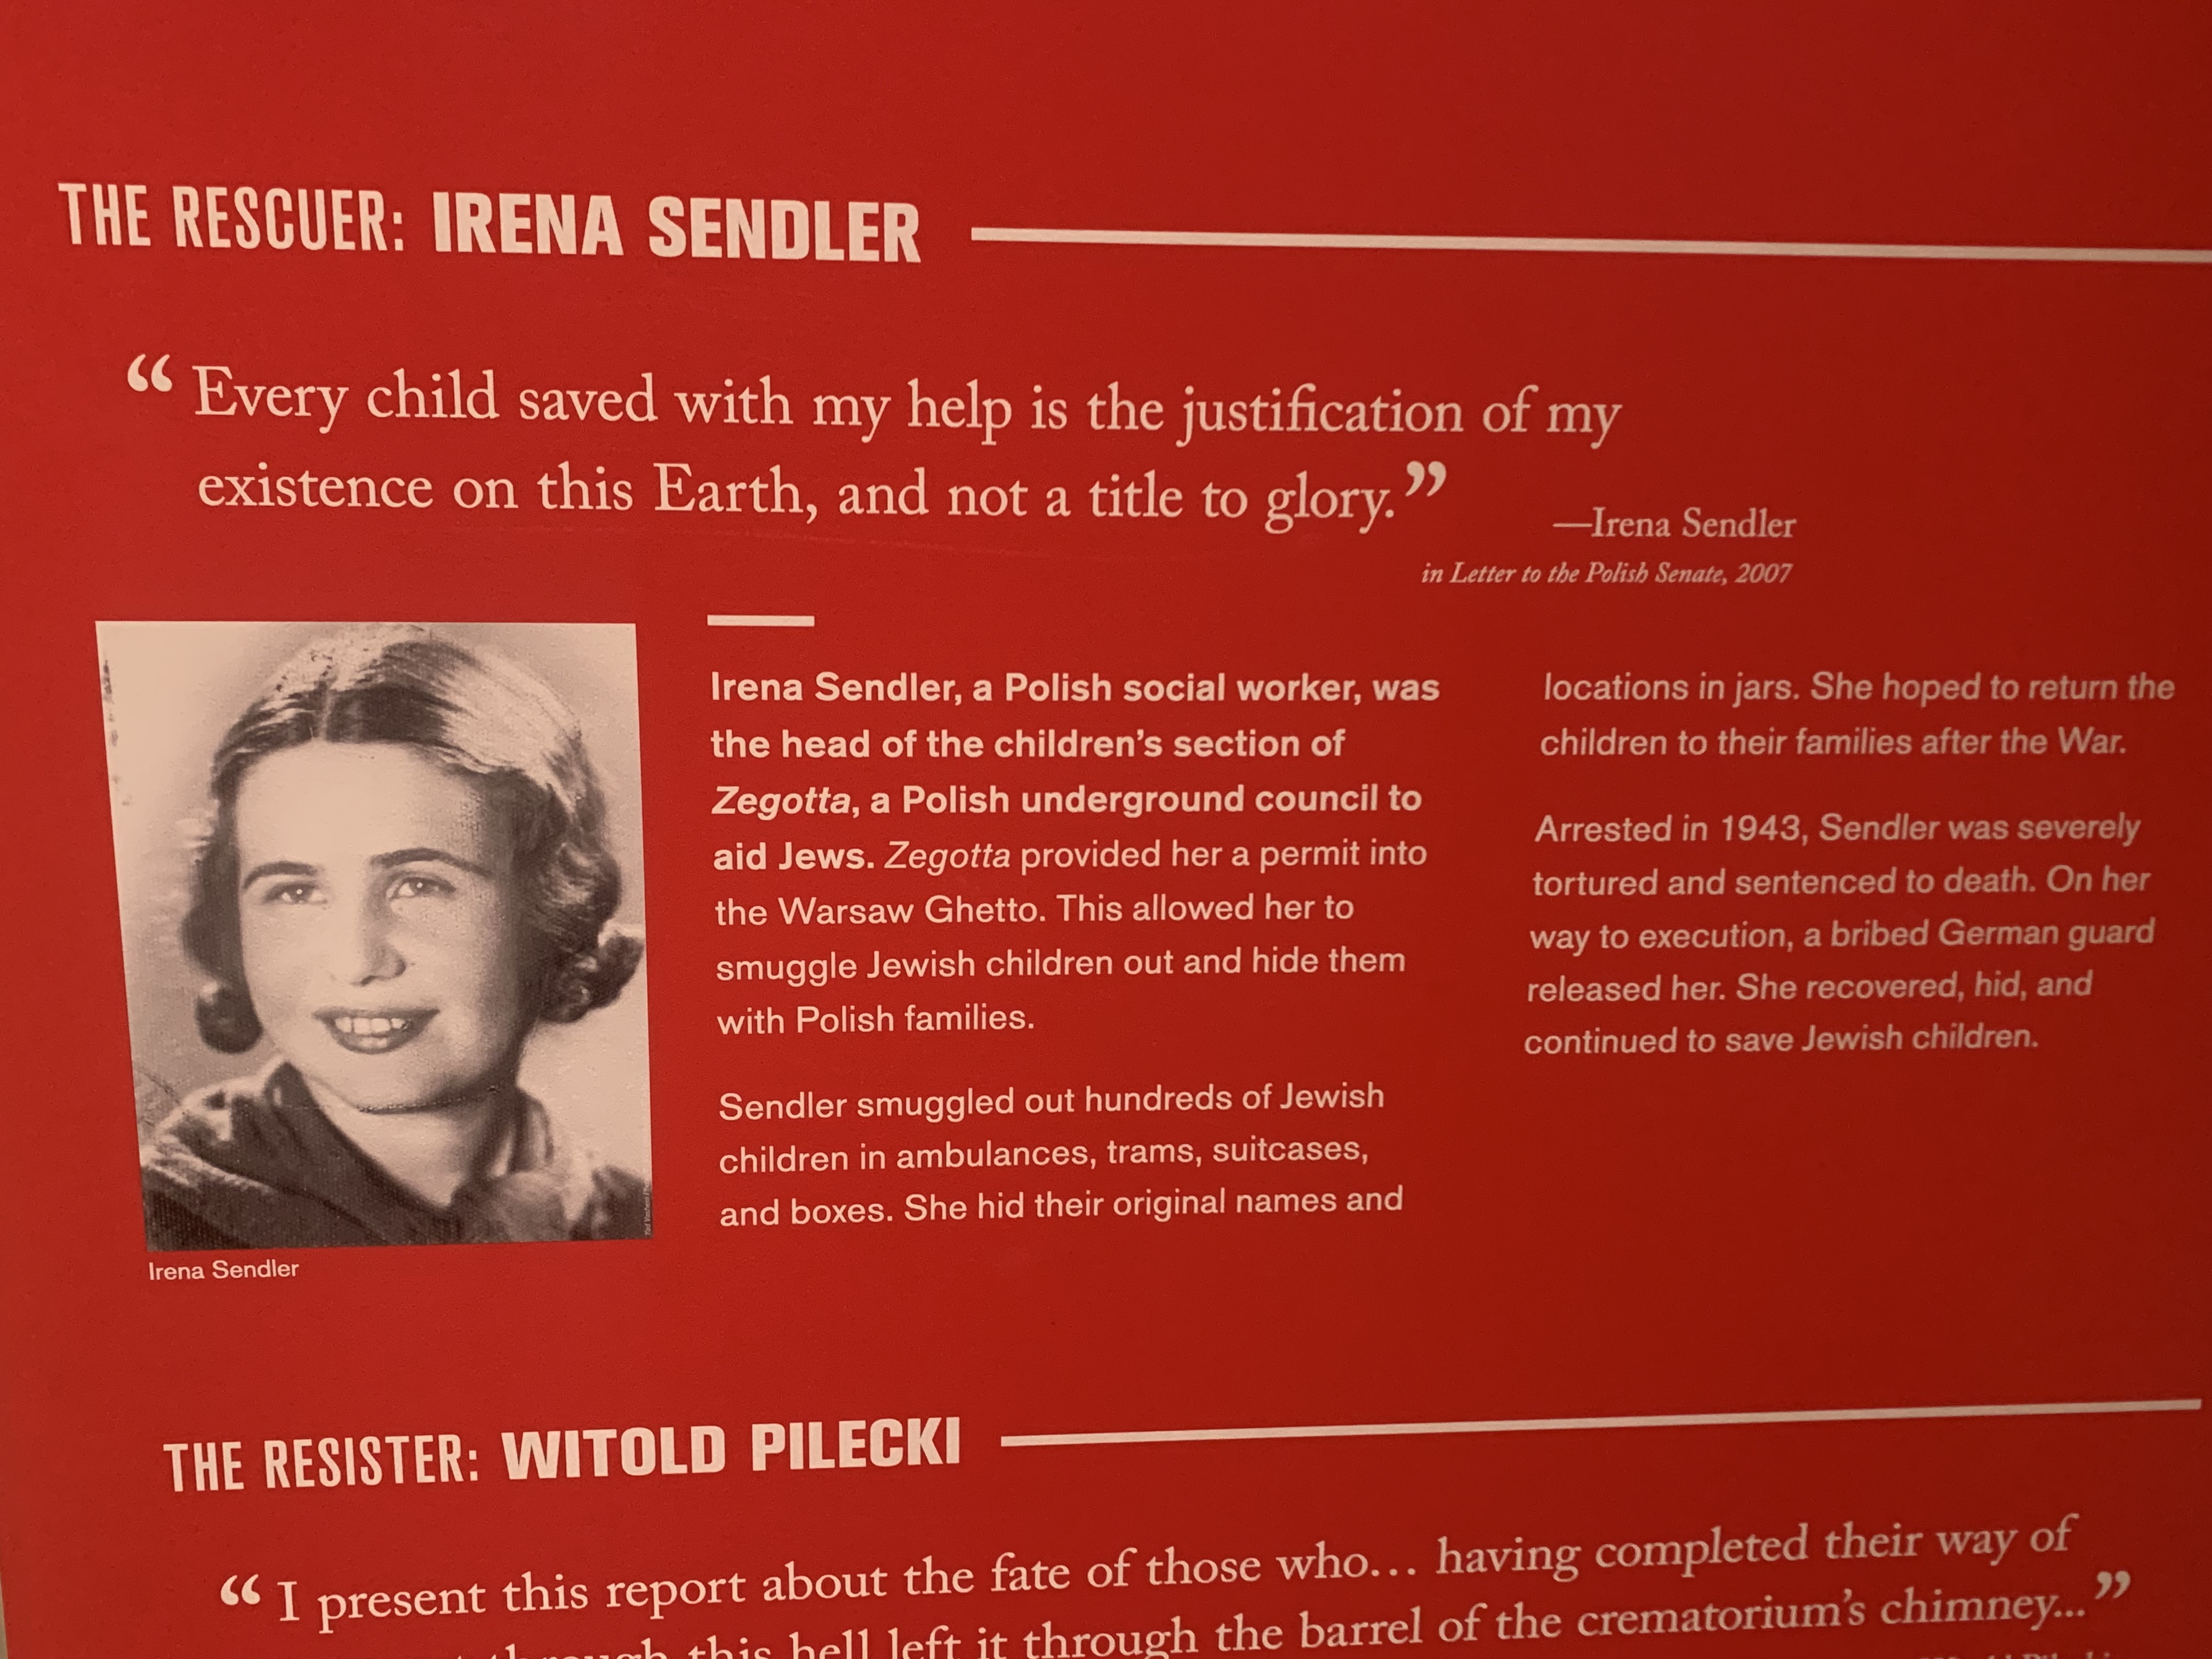 THE RESCUER: IRENA SENDLER
“Every child saved with my help is the justification of my
existence on this Earth, and not a title to glory.”
—Irena Sendler
in Letter to the Polish Senate, 2007
Irena Sendler, a Polish social worker, was
the head of the children’s section of
Zegotta, a Polish underground council to
aid Jews. Zegotta provided her a permit into
the Warsaw Ghetto. This allowed her to
smuggle Jewish children out and hide them
with Polish families.
Sendler smuggled out hundreds of Jewish
children in ambulances, trams, suitcases,
and boxes. She hid their original names and
locations in jars. She hoped to return the
children to their families after the War.
Arrested in 1943, Sendler was severely
tortured and sentenced to death. On her
way to execution, a bribed German guard
released her. She recovered, hid, and
continued to save Jewish children.
Irena Sendler
THE RESISTER: WITOLD PILECKI
“I present this report about the fate of those who… having completed their way of
through this hell left it through the barrel of the crematorium’s chimney...”